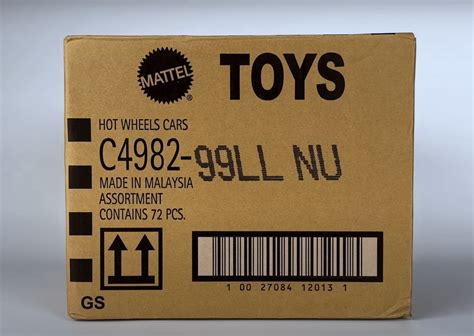 MATTEL TOYS
HOT WHEELS CARS
C4982-99LL NU
MADE IN MALAYSIA
ASSORTMENT
CONTAINS 72 PCS.
1 00 27084 12013 1
GS